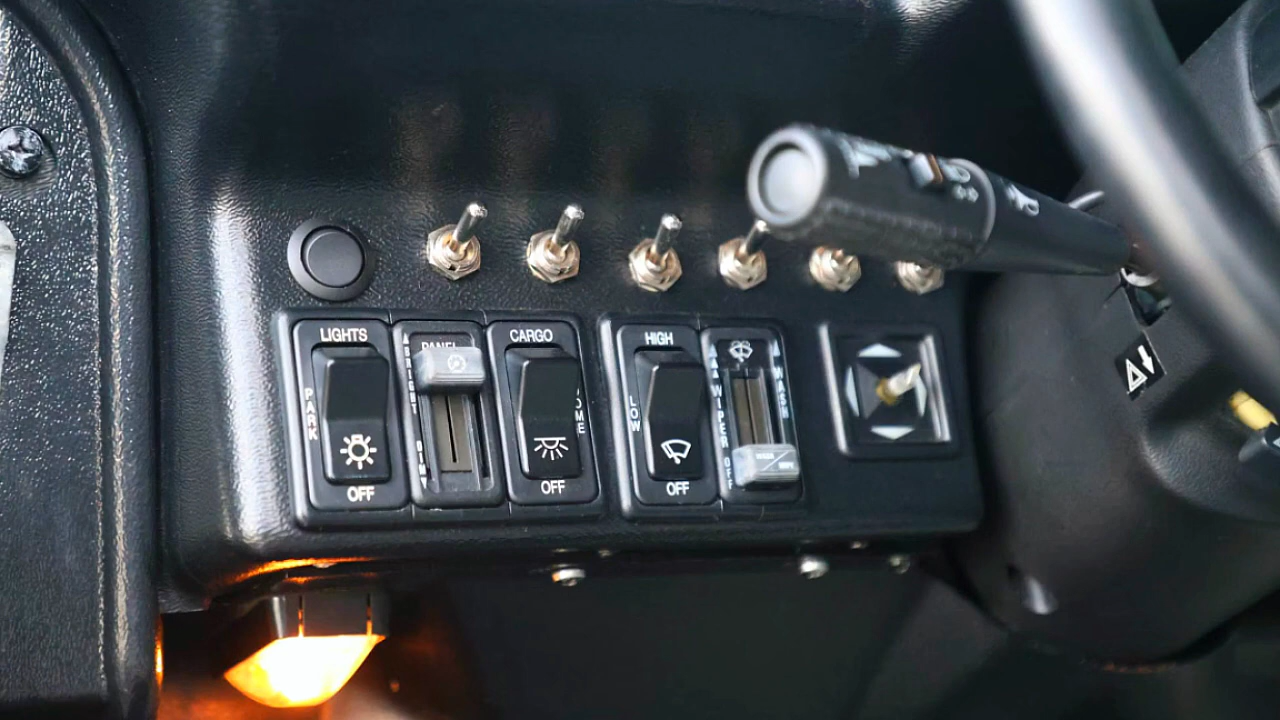 LIGHTS
PARK
OFF
PANEL
BRIGHT
DIM
CARGO
DOME
OFF
HIGH
LOW
OFF
WIPER
OFF
WASH